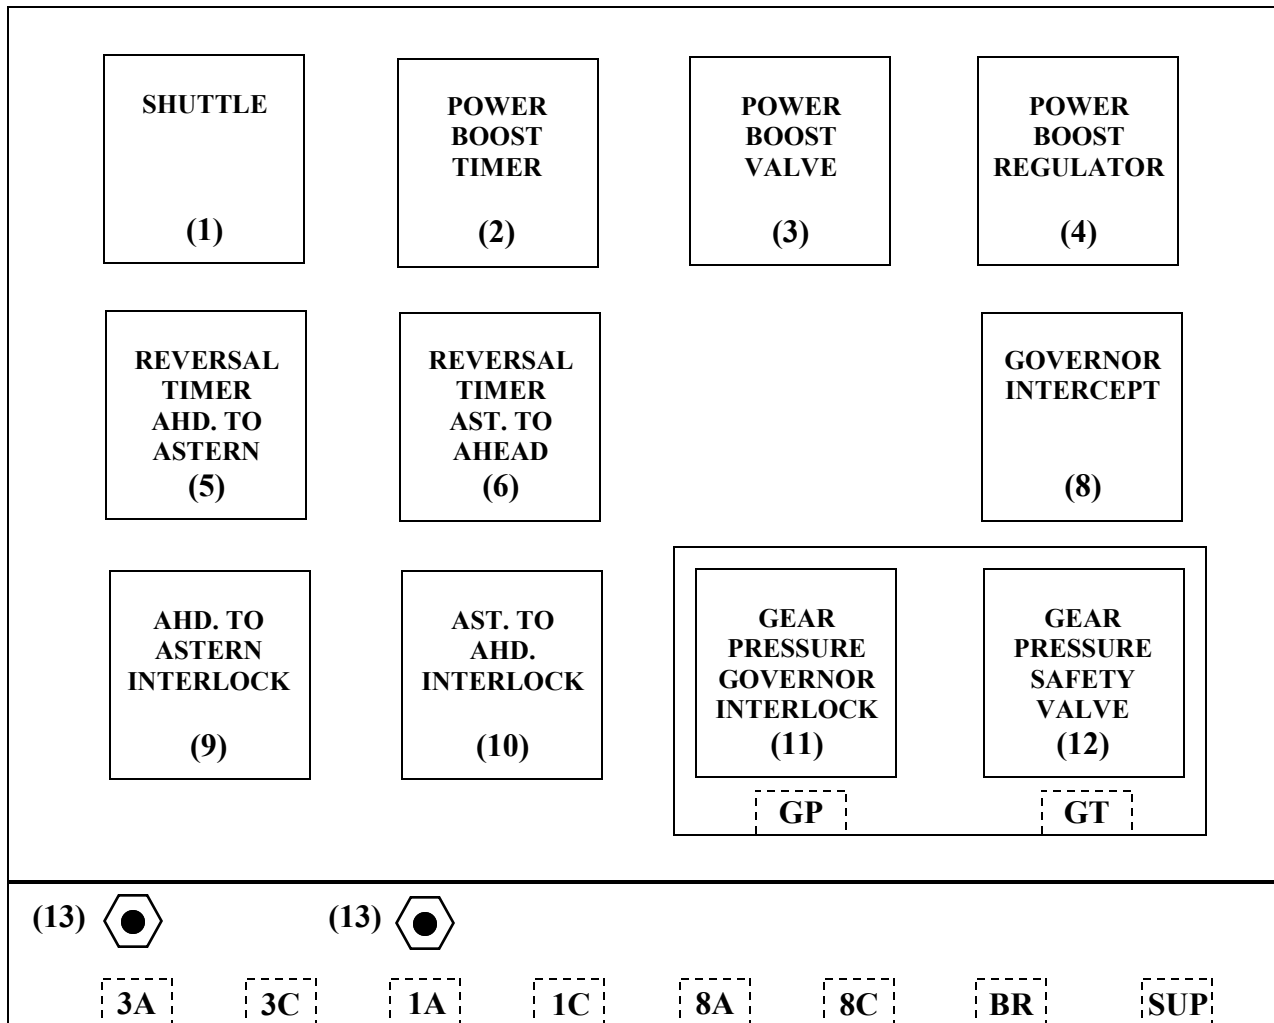 SHUTTLE
(1)
POWER
BOOST
TIMER
(2)
POWER
BOOST
VALVE
(3)
POWER
BOOST
REGULATOR
(4)
REVERSAL
TIMER
AHD. TO
ASTERN
(5)
REVERSAL
TIMER
AST. TO
AHEAD
(6)
GOVERNOR
INTERCEPT
(8)
AHD. TO
ASTERN
INTERLOCK
(9)
AST. TO
AHD.
INTERLOCK
(10)
GEAR
PRESSURE
GOVERNOR
INTERLOCK
(11)
GEAR
PRESSURE
SAFETY
VALVE
(12)
GP
GT
(13)
(13)
3A
3C
1A
1C
8A
8C
BR
SUP